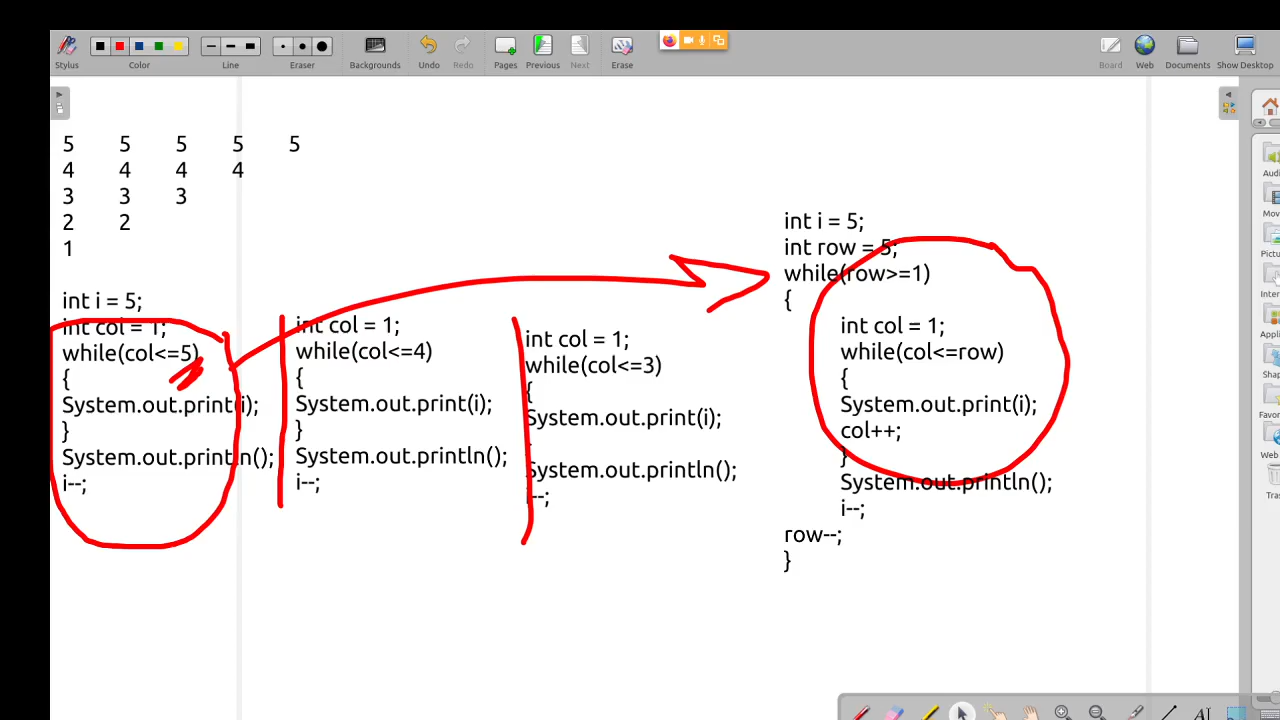 Stylus
Color
Line
Eraser
Backgrounds
Undo
Redo
Pages
Previous
Next
Erase
Board
Web
Documents
Show Desktop
5 5 5 5 5
4 4 4 4
3 3 3
2 2
1
int i = 5;
int col = 1;
while(col<=5)
{
System.out.print(i);
}
System.out.println();
i--;
int col = 1;
while(col<=4)
{
System.out.print(i);
}
System.out.println();
i--;
int col = 1;
while(col<=3)
{
System.out.print(i);
System.out.println();
i--;
int i = 5;
int row = 5;
while(row>=1)
{
int col = 1;
while(col<=row)
{
System.out.print(i);
col++;
}
System.out.println();
i--;
row--;
}